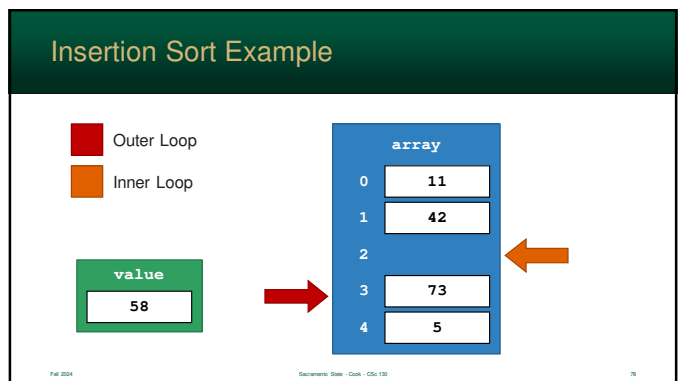 Insertion Sort Example
Outer Loop
Inner Loop
value
58
array
0 11
1 42
2
3 73
4 5
Fall 2024 Sacramento State - Cook - CSc 130 78